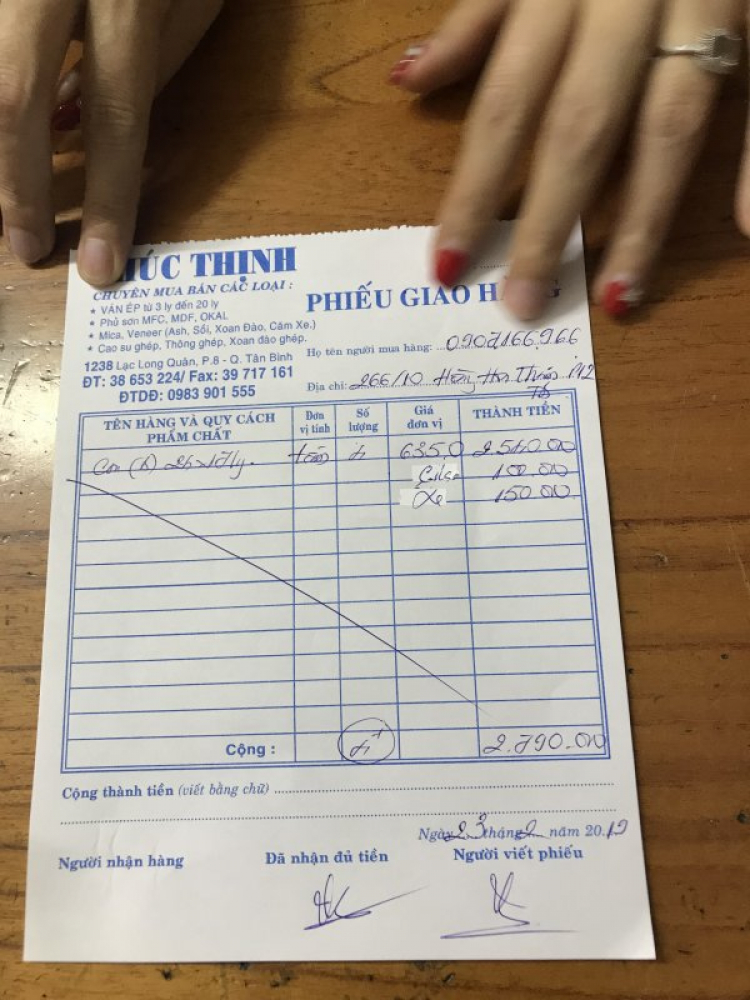 HÚC THỊNH
CHUYÊN MUA BÁN CÁC LOẠI :
★ VÁN ÉP từ 3 ly đến 20 ly
★ Phủ sơn MFC, MDF, OKAL
★ Mica, Veneer (Ash, Sồi, Xoan Đào, Căm Xe.)
★ Cao su ghép, Thông ghép, Xoan đào ghép.
1238 Lạc Long Quân, P.8 - Q. Tân Bình
ĐT: 38 653 224/ Fax: 39 717 161
ĐTDĐ: 0983 901 555
PHIẾU GIAO H G
Họ tên người mua hàng: 0907166966
Địa chỉ: 266/10
TÊN HÀNG VÀ QUY CÁCH PHẨM CHẤT Đơn vị tính Số lượng Giá đơn vị THÀNH TIỀN
tấm 4 635,0 2.540.00
100.00
Xe 150.00
Cộng : 4 2.790.00
Cộng thành tiền (viết bằng chữ)
Ngày 23 tháng 2 năm 2019
Người nhận hàng Đã nhận đủ tiền Người viết phiếu